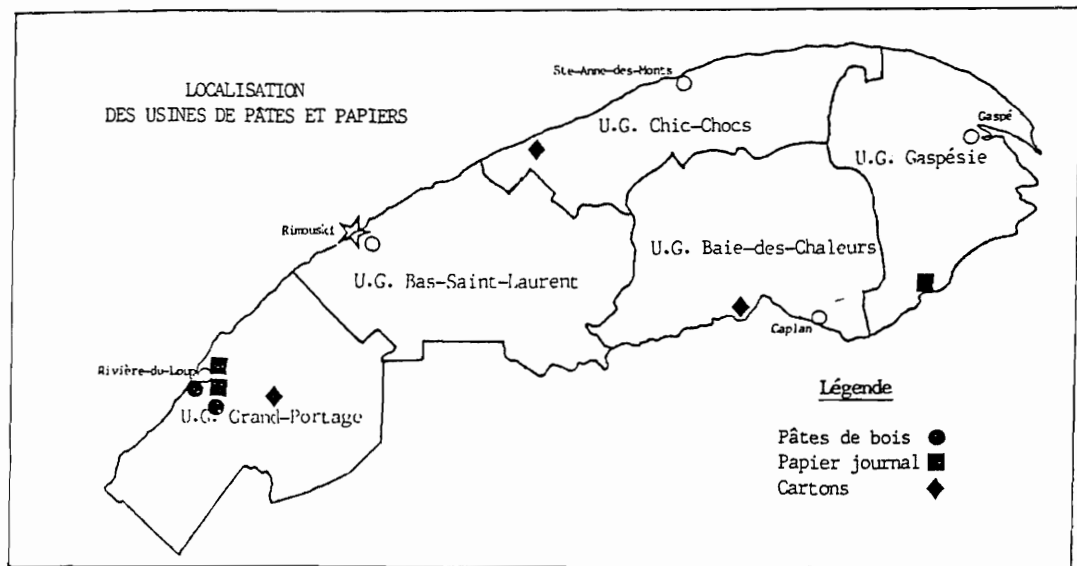 LOCALISATION
DES USINES DE PÂTES ET PAPIERS
Ste-Anne-des-Monts
U.G. Chic-Chocs
Gaspé
U.G. Gaspésie
Rimouski
U.G. Baie-des-Chaleurs
U.G. Bas-Saint-Laurent
Caplan
Rivière-du-Loup
U.G. Grand-Portage
Légende
Pâtes de bois
Papier journal
Cartons